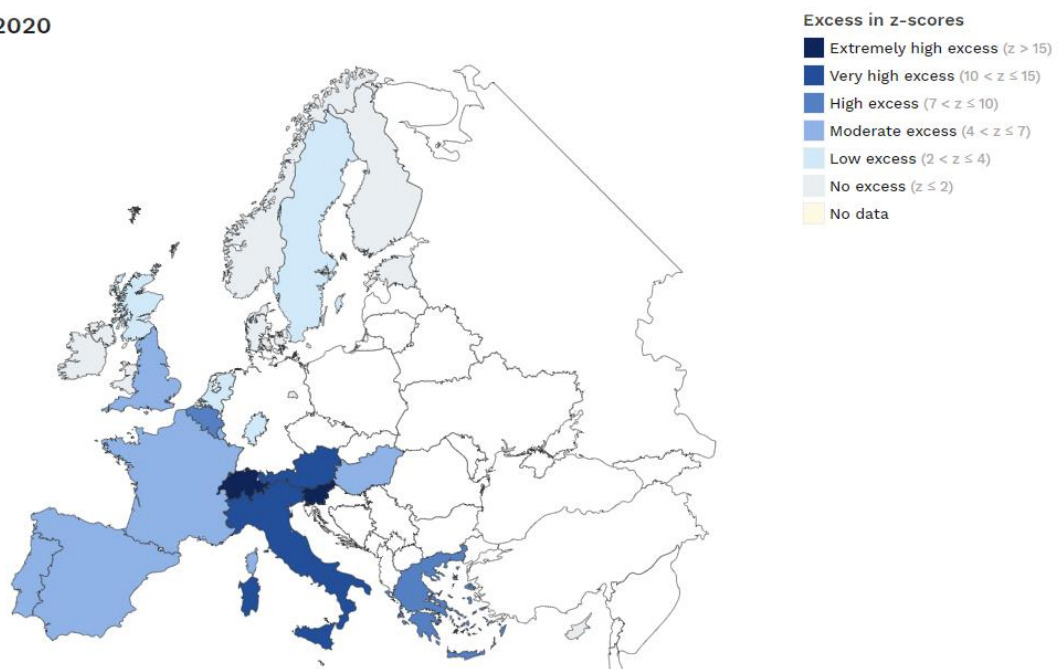 2020
Excess in z-scores
Extremely high excess (z > 15)
Very high excess (10 < z ≤ 15)
High excess (7 < z ≤ 10)
Moderate excess (4 < z ≤ 7)
Low excess (2 < z ≤ 4)
No excess (z ≤ 2)
No data